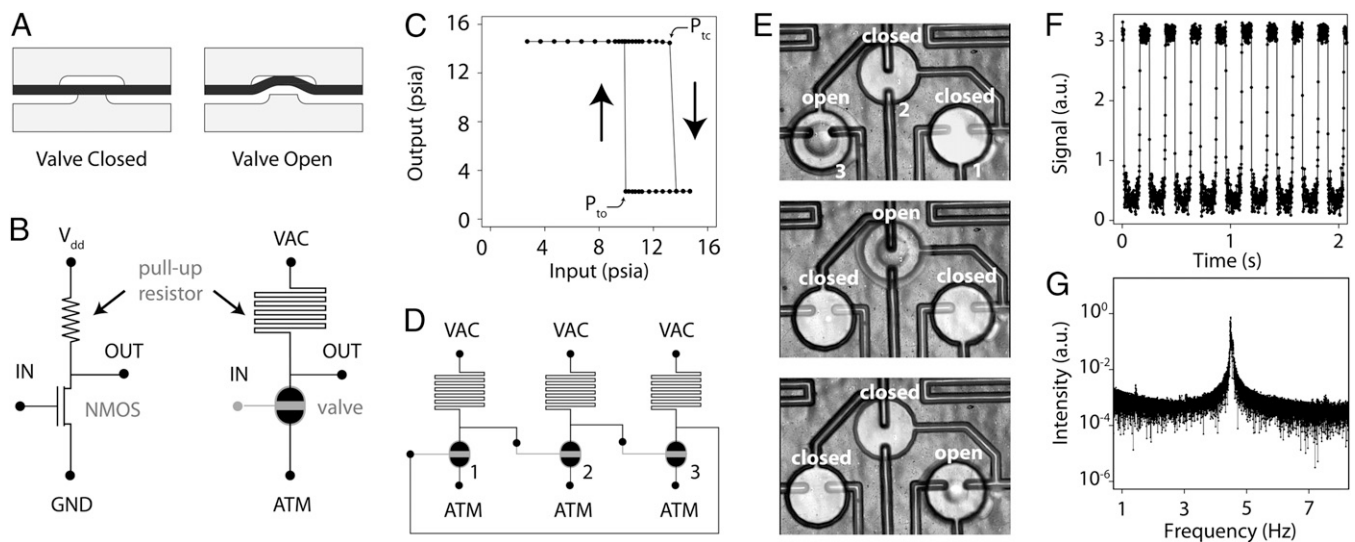 A
Valve Closed
Valve Open
B
V_dd
VAC
pull-up
resistor
IN
OUT
IN
OUT
NMOS
valve
GND
ATM
C
16
12
8
4
0
Output (psia)
P_tc
P_to
0
4
8
12
16
Input (psia)
D
VAC
VAC
VAC
1
2
3
ATM
ATM
ATM
E
closed
open
closed
2
3
1
open
closed
closed
closed
closed
open
F
3
2
1
0
Signal (a.u.)
0
1
2
Time (s)
G
10^0
10^-2
10^-4
10^-6
Intensity (a.u.)
1
3
5
7
Frequency (Hz)